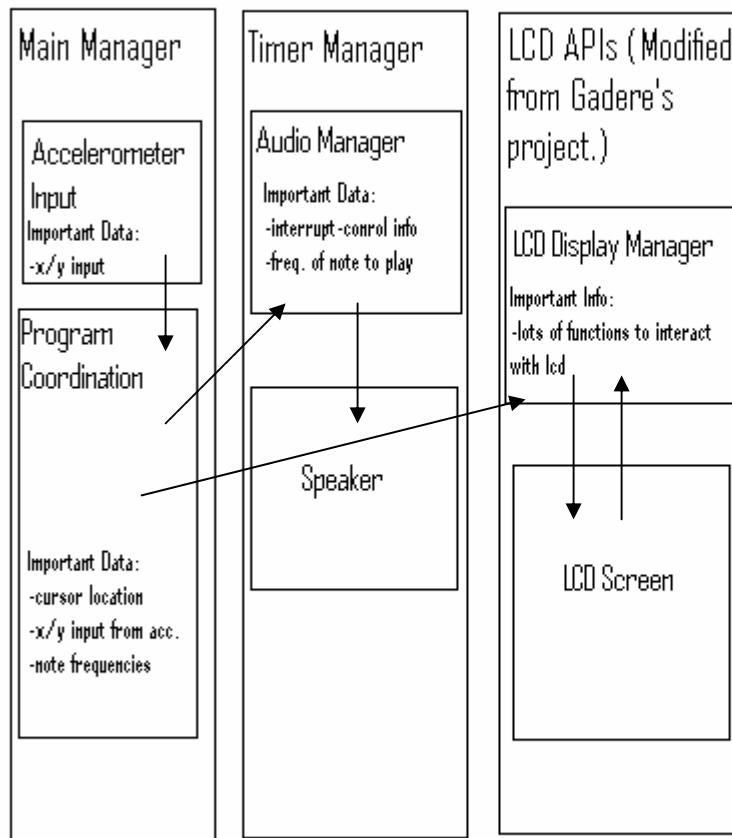 Main Manager
Accelerometer
Input
Important Data:
-x/y input
Program
Coordination
Important Data:
-cursor location
-x/y input from acc.
-note frequencies
Timer Manager
Audio Manager
Important Data:
-interrupt-conrol info
-freq. of note to play
Speaker
LCD APIs (Modified
from Gadere's
project.)
LCD Display Manager
Important Info:
-lots of functions to interact
with lcd
LCD Screen